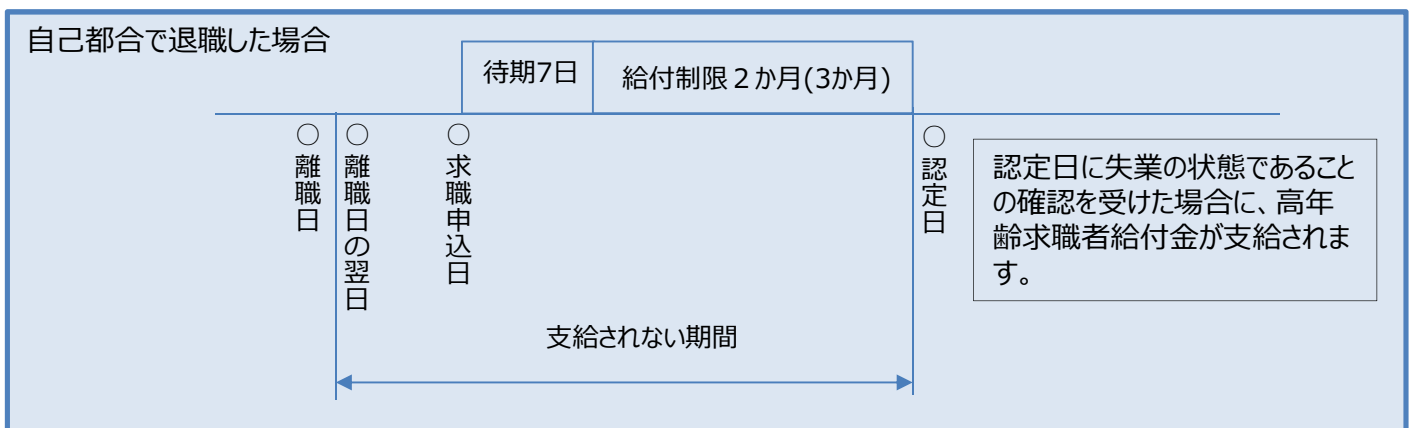 自己都合で退職した場合
待期7日
給付制限２か月(3か月)
○離職日
○離職日の翌日
○求職申込日
○認定日
認定日に失業の状態であること
の確認を受けた場合に、高年
齢求職者給付金が支給されま
す。
支給されない期間